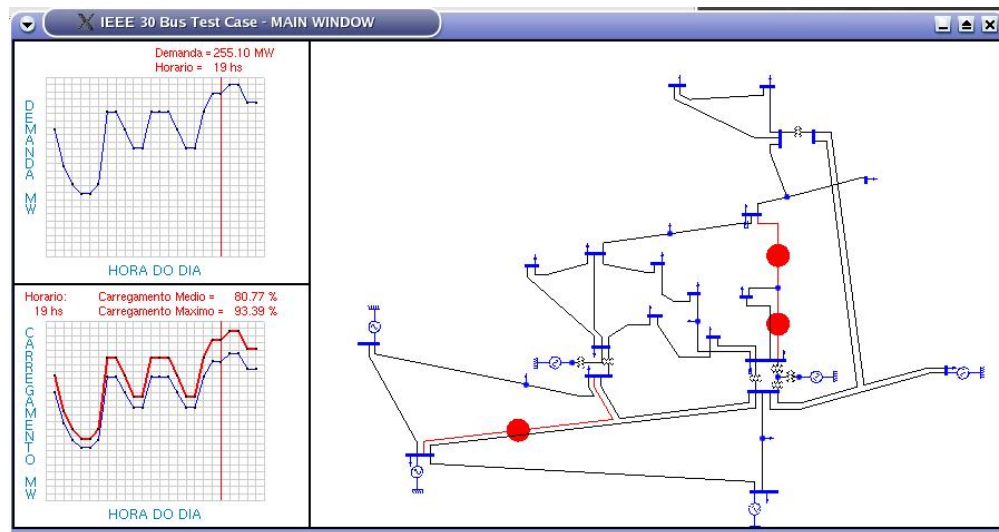 IEEE 30 Bus Test Case - MAIN WINDOW
Demanda = 255.10 MW
Horario = 19 hs
DEMANDA MW
HORA DO DIA
Horario: Carregamento Medio = 80.77 %
19 hs Carregamento Maximo = 93.39 %
CARREGAMENTO MW
HORA DO DIA